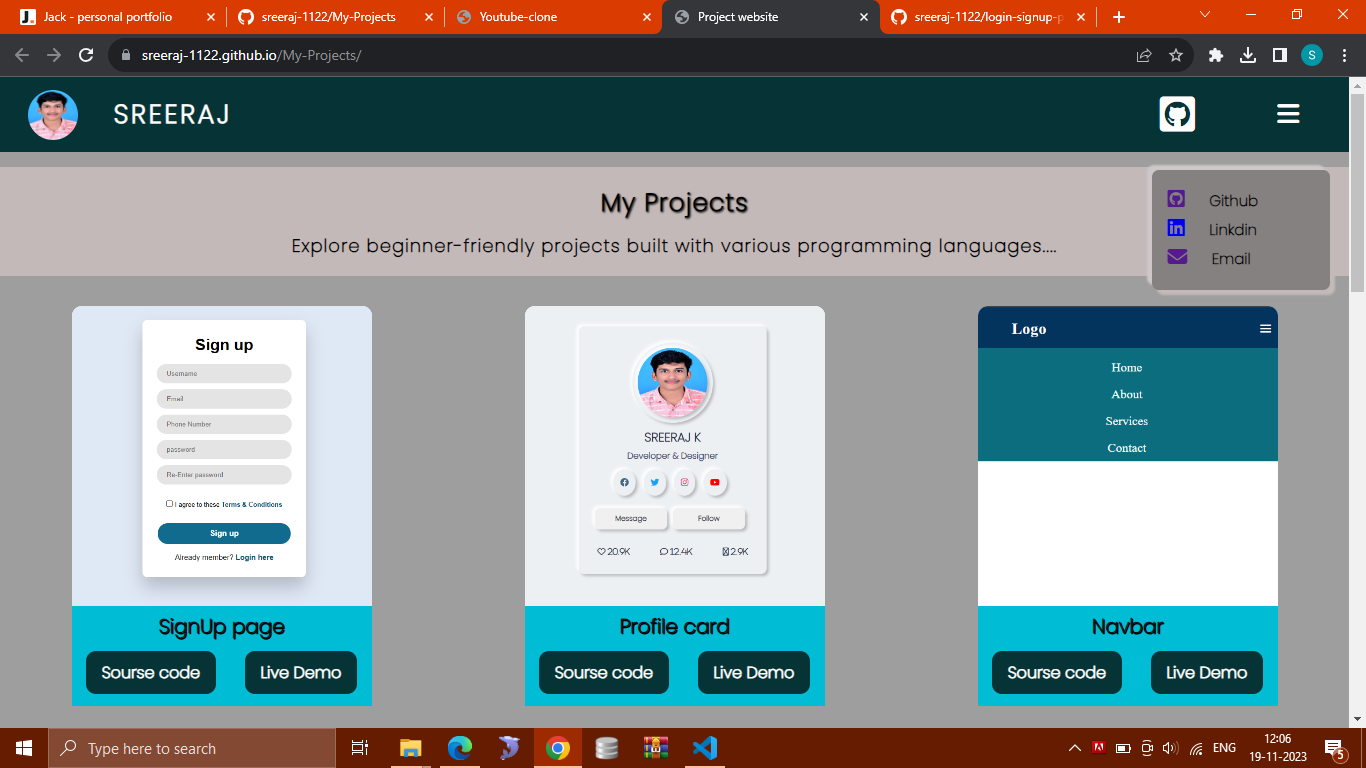 Jack - personal portfolio
sreeraj-1122/My-Projects
Youtube-clone
Project website
sreeraj-1122/login-signup-p
sreeraj-1122.github.io/My-Projects/
S
SREERAJ
My Projects
Explore beginner-friendly projects built with various programming languages....
Github
Linkdin
Email
Sign up
Username
Email
Phone Number
password
Re-Enter password
I agree to these Terms & Conditions
Sign up
Already member? Login here
SignUp page
Sourse code
Live Demo
SREERAJ K
Developer & Designer
Message
Follow
20.9K
12.4K
2.9K
Profile card
Sourse code
Live Demo
Logo
Home
About
Services
Contact
Navbar
Sourse code
Live Demo
Type here to search
ENG
12:06
19-11-2023
5